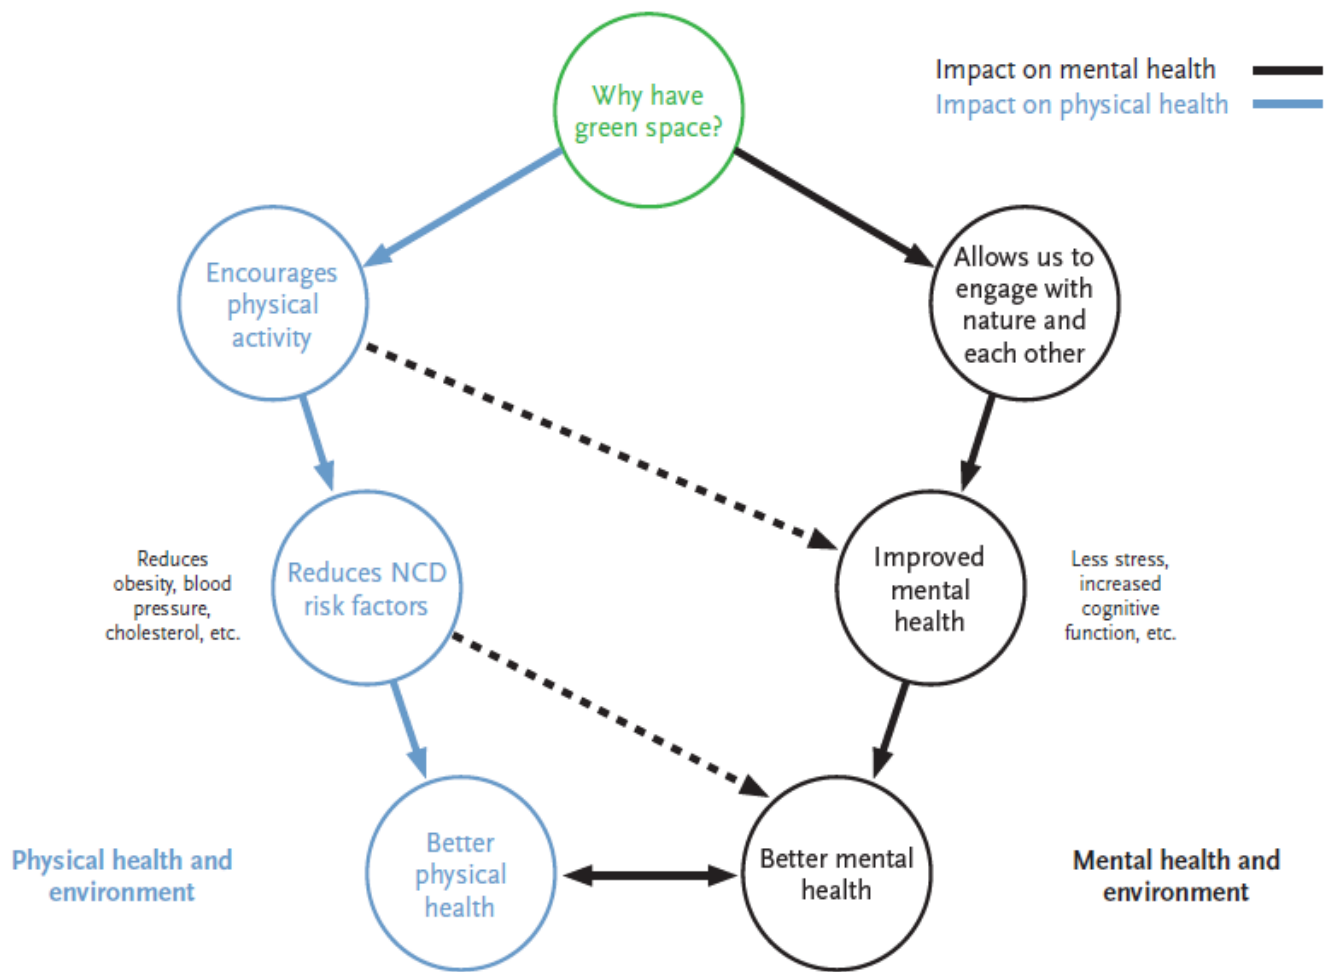 Why have
green space?
Impact on mental health
Impact on physical health
Encourages
physical
activity
Allows us to
engage with
nature and
each other
Reduces
obesity, blood
pressure,
cholesterol, etc.
Reduces NCD
risk factors
Improved
mental
health
Less stress,
increased
cognitive
function, etc.
Physical health and
environment
Better
physical
health
Better mental
health
Mental health and
environment